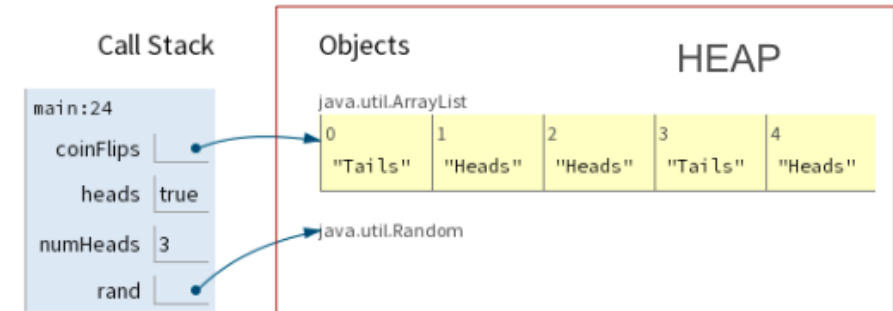 Call Stack
Objects
HEAP
main:24
coinFlips
heads true
numHeads 3
rand
java.util.ArrayList
0 1 2 3 4
"Tails" "Heads" "Heads" "Tails" "Heads"
java.util.Random